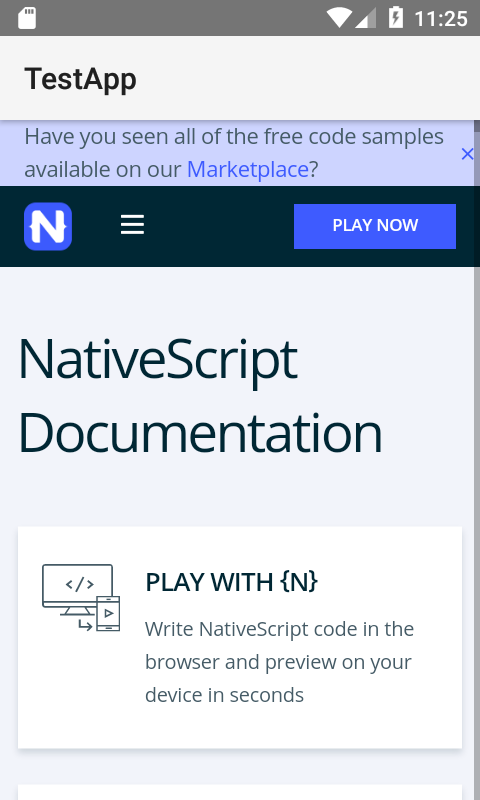 11:25
TestApp
Have you seen all of the free code samples
available on our Marketplace?
N
PLAY NOW
NativeScript
Documentation
</>
PLAY WITH {N}
Write NativeScript code in the
browser and preview on your
device in seconds